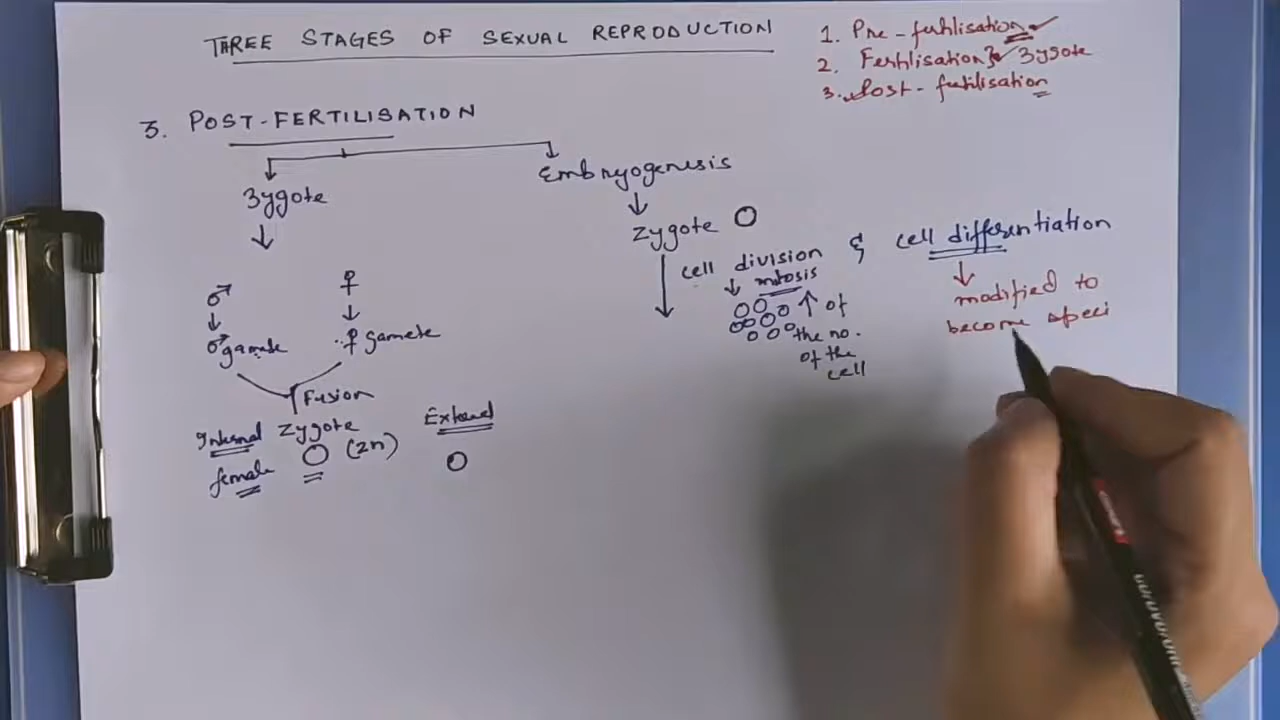 THREE STAGES OF SEXUAL REPRODUCTION
1. Pre-fertilisation
2. Fertilisation } Zygote
3. Post-fertilisation
3. POST-FERTILISATION
Zygote
♂ ♀
♂ gamete ♀ gamete
Fusion
Internal Zygote External
female (2n)
Embryogenesis
Zygote
cell division & cell differentiation
mitosis
↑ of
the no.
of the
cell
modified to
become speci